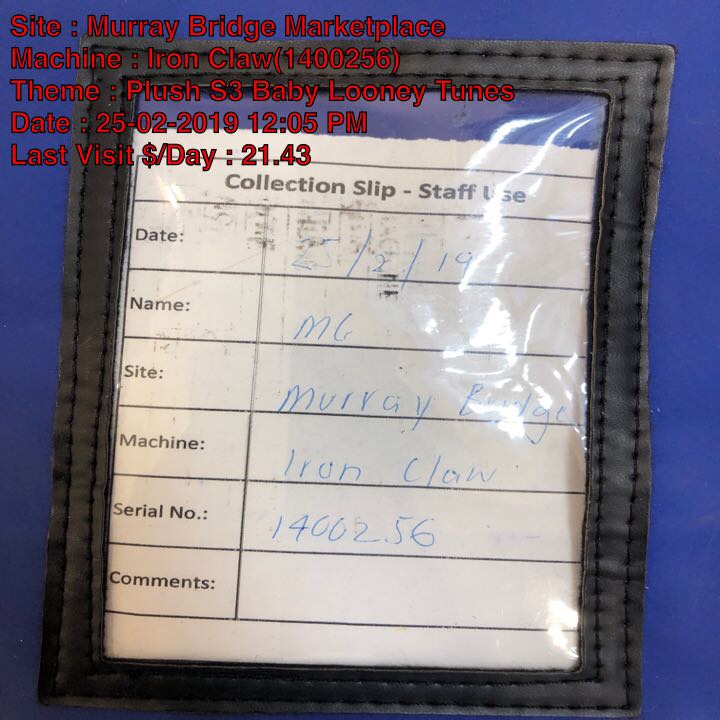 Site : Murray Bridge Marketplace
Machine : Iron Claw(1400256)
Theme : Plush S3 Baby Looney Tunes
Date : 25-02-2019 12:05 PM
Last Visit $/Day : 21.43
Collection Slip - Staff Use
Date: 25/2/19
Name: MG
Site: Murray Bridge
Machine: Iron Claw
Serial No.: 1400256
Comments: